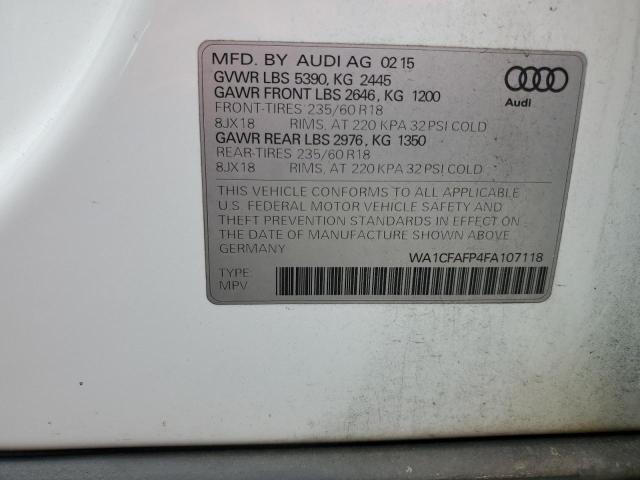 MFD. BY AUDI AG 02 15
GVWR LBS 5390, KG 2445
GAWR FRONT LBS 2646, KG 1200
FRONT-TIRES 235/60 R18
8JX18 RIMS, AT 220 KPA 32 PSI COLD
GAWR REAR LBS 2976, KG 1350
REAR-TIRES 235/60 R18
8JX18 RIMS, AT 220 KPA 32 PSI COLD
Audi
THIS VEHICLE CONFORMS TO ALL APPLICABLE
U.S. FEDERAL MOTOR VEHICLE SAFETY AND
THEFT PREVENTION STANDARDS IN EFFECT ON
THE DATE OF MANUFACTURE SHOWN ABOVE
GERMANY
WA1CFAFP4FA107118
TYPE:
MPV